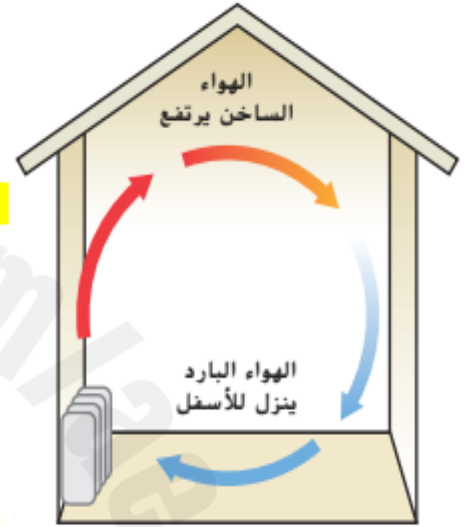 الهواء
الساخن يرتفع
الهواء البارد
ينزل للأسفل